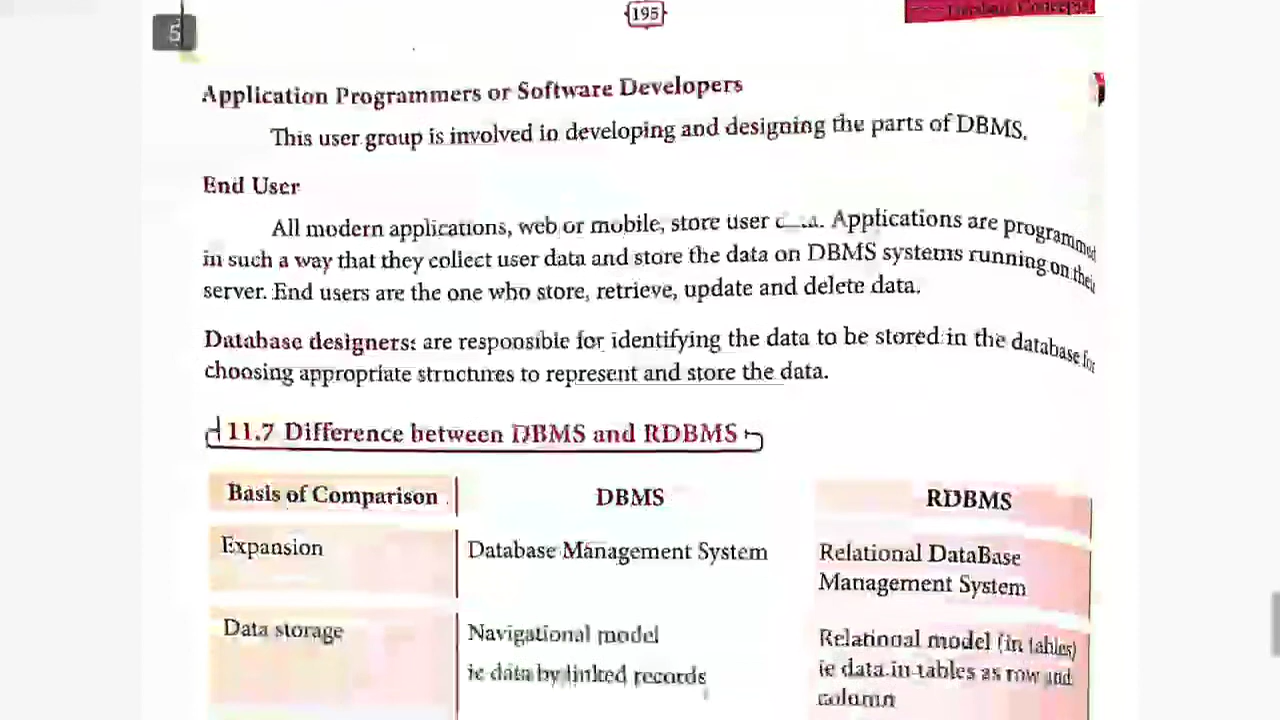 5
195
Database Concepts
Application Programmers or Software Developers
This user group is involved in developing and designing the parts of DBMS.
End User
All modern applications, web or mobile, store user data. Applications are programmed
in such a way that they collect user data and store the data on DBMS systems running on their
server. End users are the one who store, retrieve, update and delete data.
Database designers: are responsible for identifying the data to be stored in the database for
choosing appropriate structures to represent and store the data.
11.7 Difference between DBMS and RDBMS
Basis of Comparison DBMS RDBMS
Expansion Database Management System Relational DataBase
Management System
Data storage Navigational model Relational model (in tables)
ie data by linked records ie data in tables as row and
column